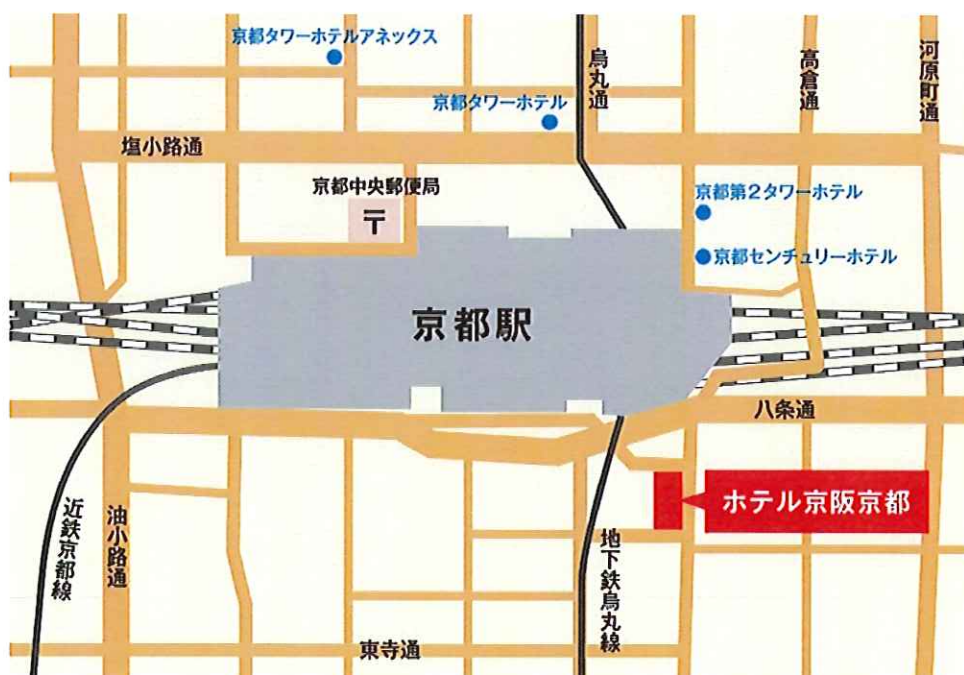 京都タワーホテルアネックス
烏丸通
高倉通
河原町通
京都タワーホテル
塩小路通
京都中央郵便局
〒
京都第2タワーホテル
京都センチュリーホテル
京都駅
八条通
ホテル京阪京都
近鉄京都線
油小路通
地下鉄烏丸線
東寺通